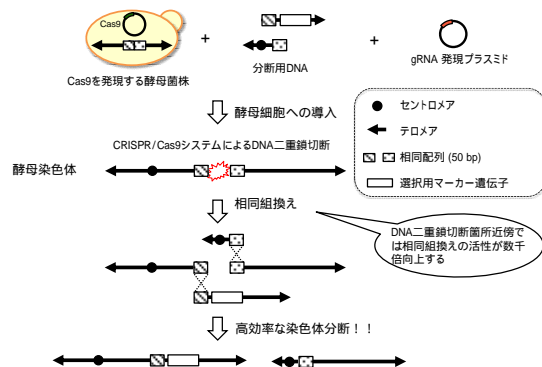 Cas9
Cas9を発現する酵母菌株
+
分断用DNA
+
gRNA 発現プラスミド
酵母細胞への導入
CRISPR/Cas9システムによるDNA二重鎖切断
酵母染色体
セントロメア
テロメア
相同配列 (50 bp)
選択用マーカー遺伝子
相同組換え
DNA二重鎖切断箇所近傍で
は相同組換えの活性が数千
倍向上する
高効率な染色体分断!!